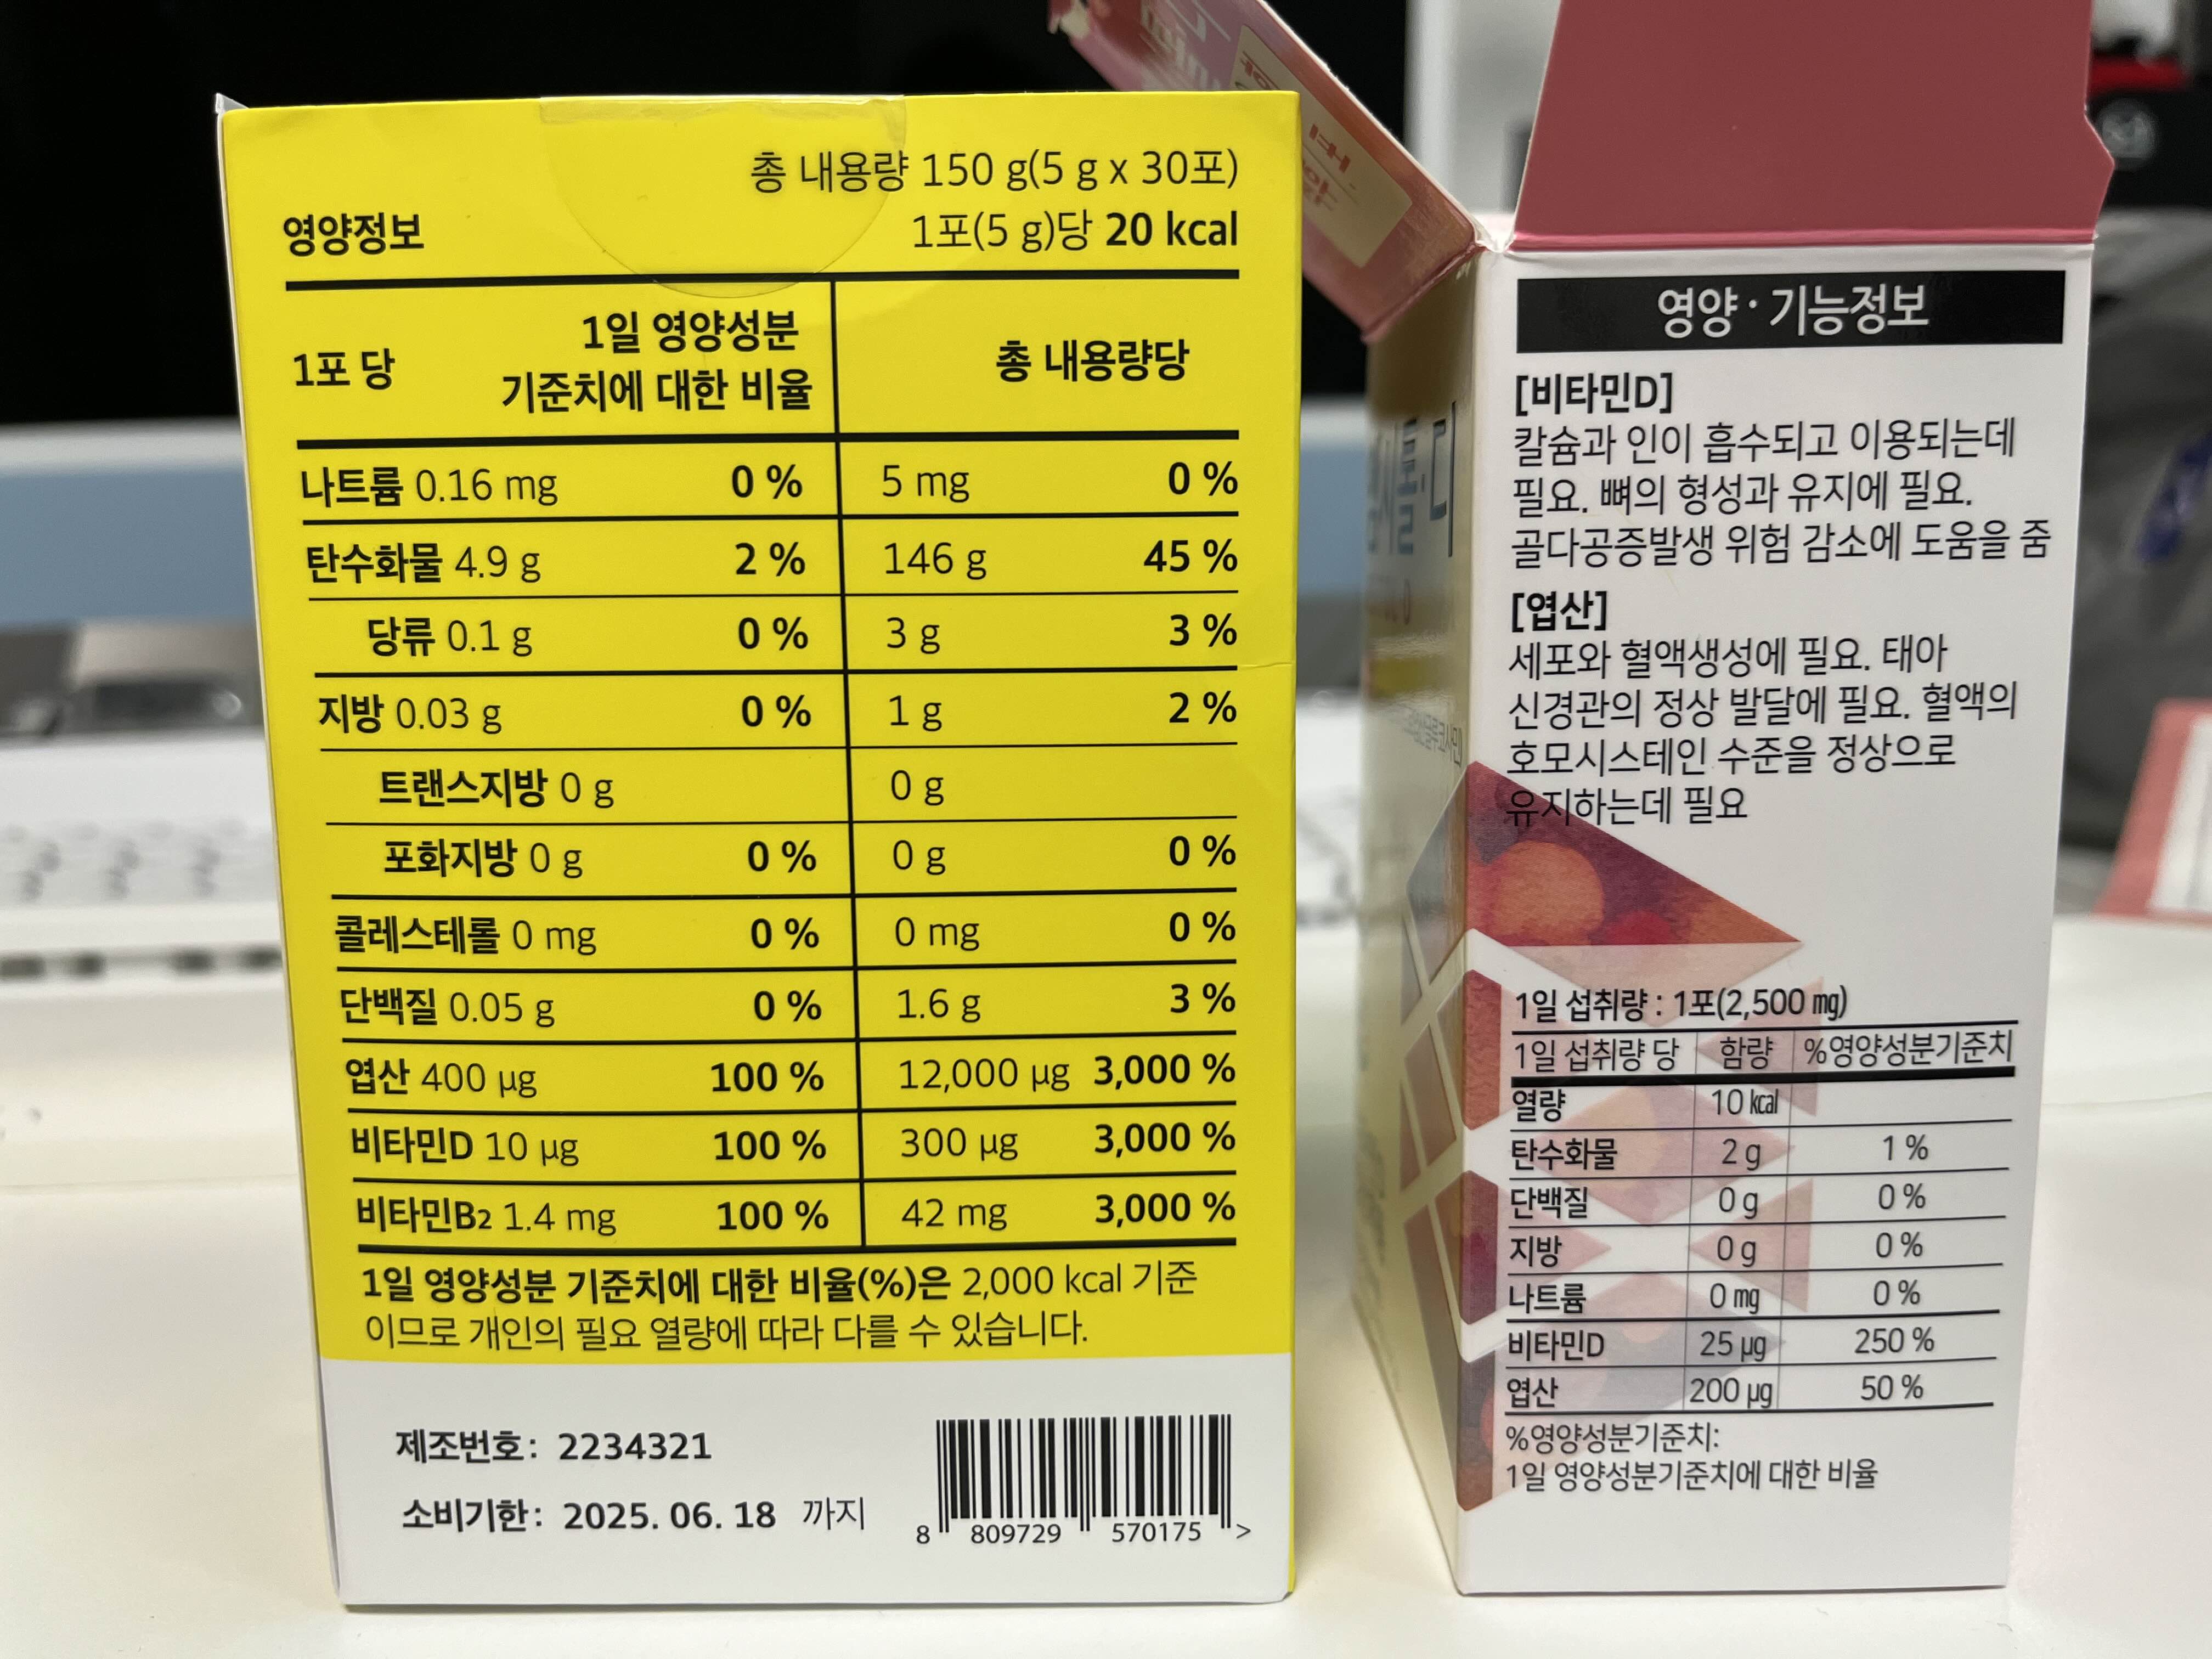 총 내용량 150 g(5 g x 30포)
영양정보
1포(5 g)당 20 kcal
1포 당
1일 영양성분
기준치에 대한 비율
총 내용량당
나트륨 0.16 mg 0 % 5 mg 0 %
탄수화물 4.9 g 2 % 146 g 45 %
당류 0.1 g 0 % 3 g 3 %
지방 0.03 g 0 % 1 g 2 %
트랜스지방 0 g 0 g
포화지방 0 g 0 % 0 g 0 %
콜레스테롤 0 mg 0 % 0 mg 0 %
단백질 0.05 g 0 % 1.6 g 3 %
엽산 400 µg 100 % 12,000 µg 3,000 %
비타민D 10 µg 100 % 300 µg 3,000 %
비타민B₂ 1.4 mg 100 % 42 mg 3,000 %
1일 영양성분 기준치에 대한 비율(%)은 2,000 kcal 기준
이므로 개인의 필요 열량에 따라 다를 수 있습니다.
제조번호: 2234321
소비기한: 2025. 06. 18 까지
8 809729 570175 >
영양·기능정보
[비타민D]
칼슘과 인이 흡수되고 이용되는데
필요. 뼈의 형성과 유지에 필요.
골다공증발생 위험 감소에 도움을 줌
[엽산]
세포와 혈액생성에 필요. 태아
신경관의 정상 발달에 필요. 혈액의
호모시스테인 수준을 정상으로
유지하는데 필요
1일 섭취량 : 1포(2,500 mg)
1일 섭취량 당 함량 %영양성분기준치
열량 10 kcal
탄수화물 2 g 1 %
단백질 0 g 0 %
지방 0 g 0 %
나트륨 0 mg 0 %
비타민D 25 µg 250 %
엽산 200 µg 50 %
%영양성분기준치:
1일 영양성분기준치에 대한 비율